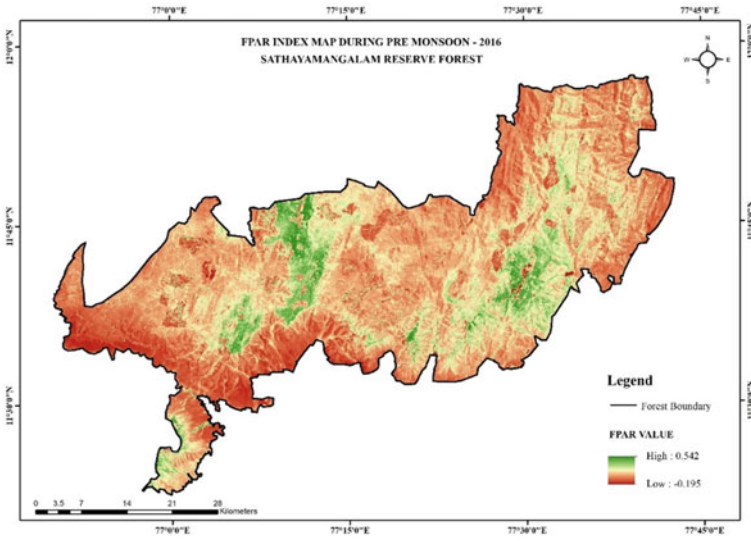 77°0'0"E 77°15'0"E 77°30'0"E 77°45'0"E
FPAR INDEX MAP DURING PRE MONSOON - 2016
SATHAYAMANGALAM RESERVE FOREST
N
W E
S
12°0'0"N
11°45'0"N
11°30'0"N
Legend
Forest Boundary
FPAR VALUE
High : 0.542
Low : -0.195
0 3.5 7 14 21 28
Kilometers
77°0'0"E 77°15'0"E 77°30'0"E 77°45'0"E